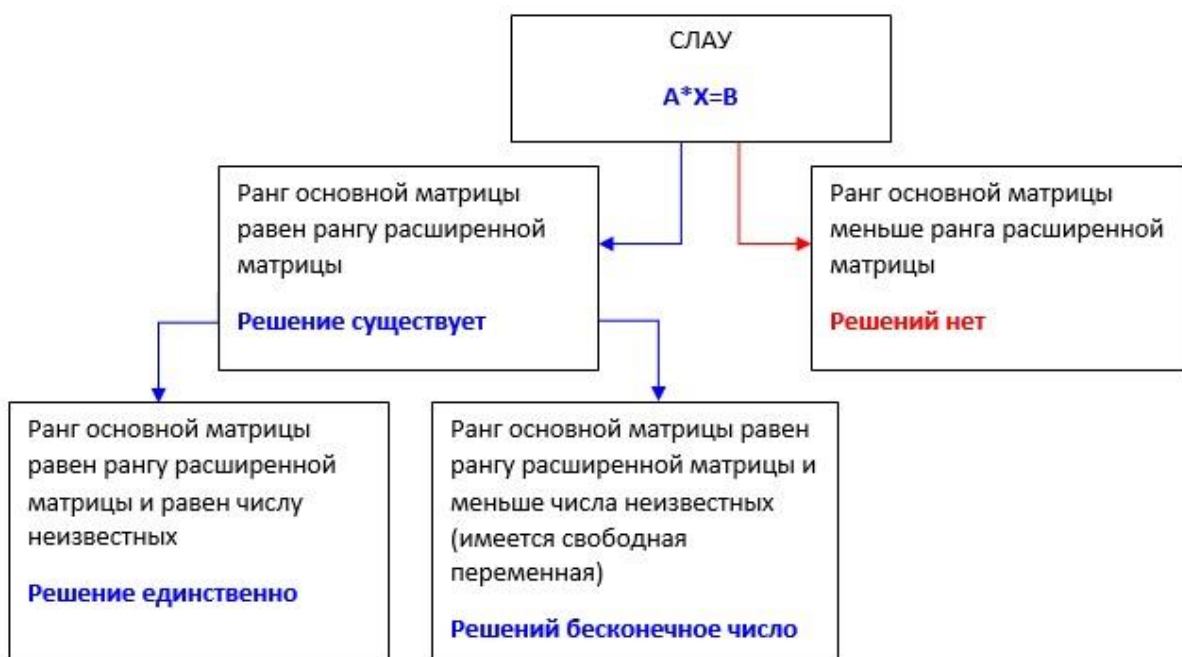 СЛАУ
A*X=B
Ранг основной матрицы
равен рангу расширенной
матрицы
Решение существует
Ранг основной матрицы
меньше ранга расширенной
матрицы
Решений нет
Ранг основной матрицы
равен рангу расширенной
матрицы и равен числу
неизвестных
Решение единственно
Ранг основной матрицы равен
рангу расширенной матрицы и
меньше числа неизвестных
(имеется свободная
переменная)
Решений бесконечное число